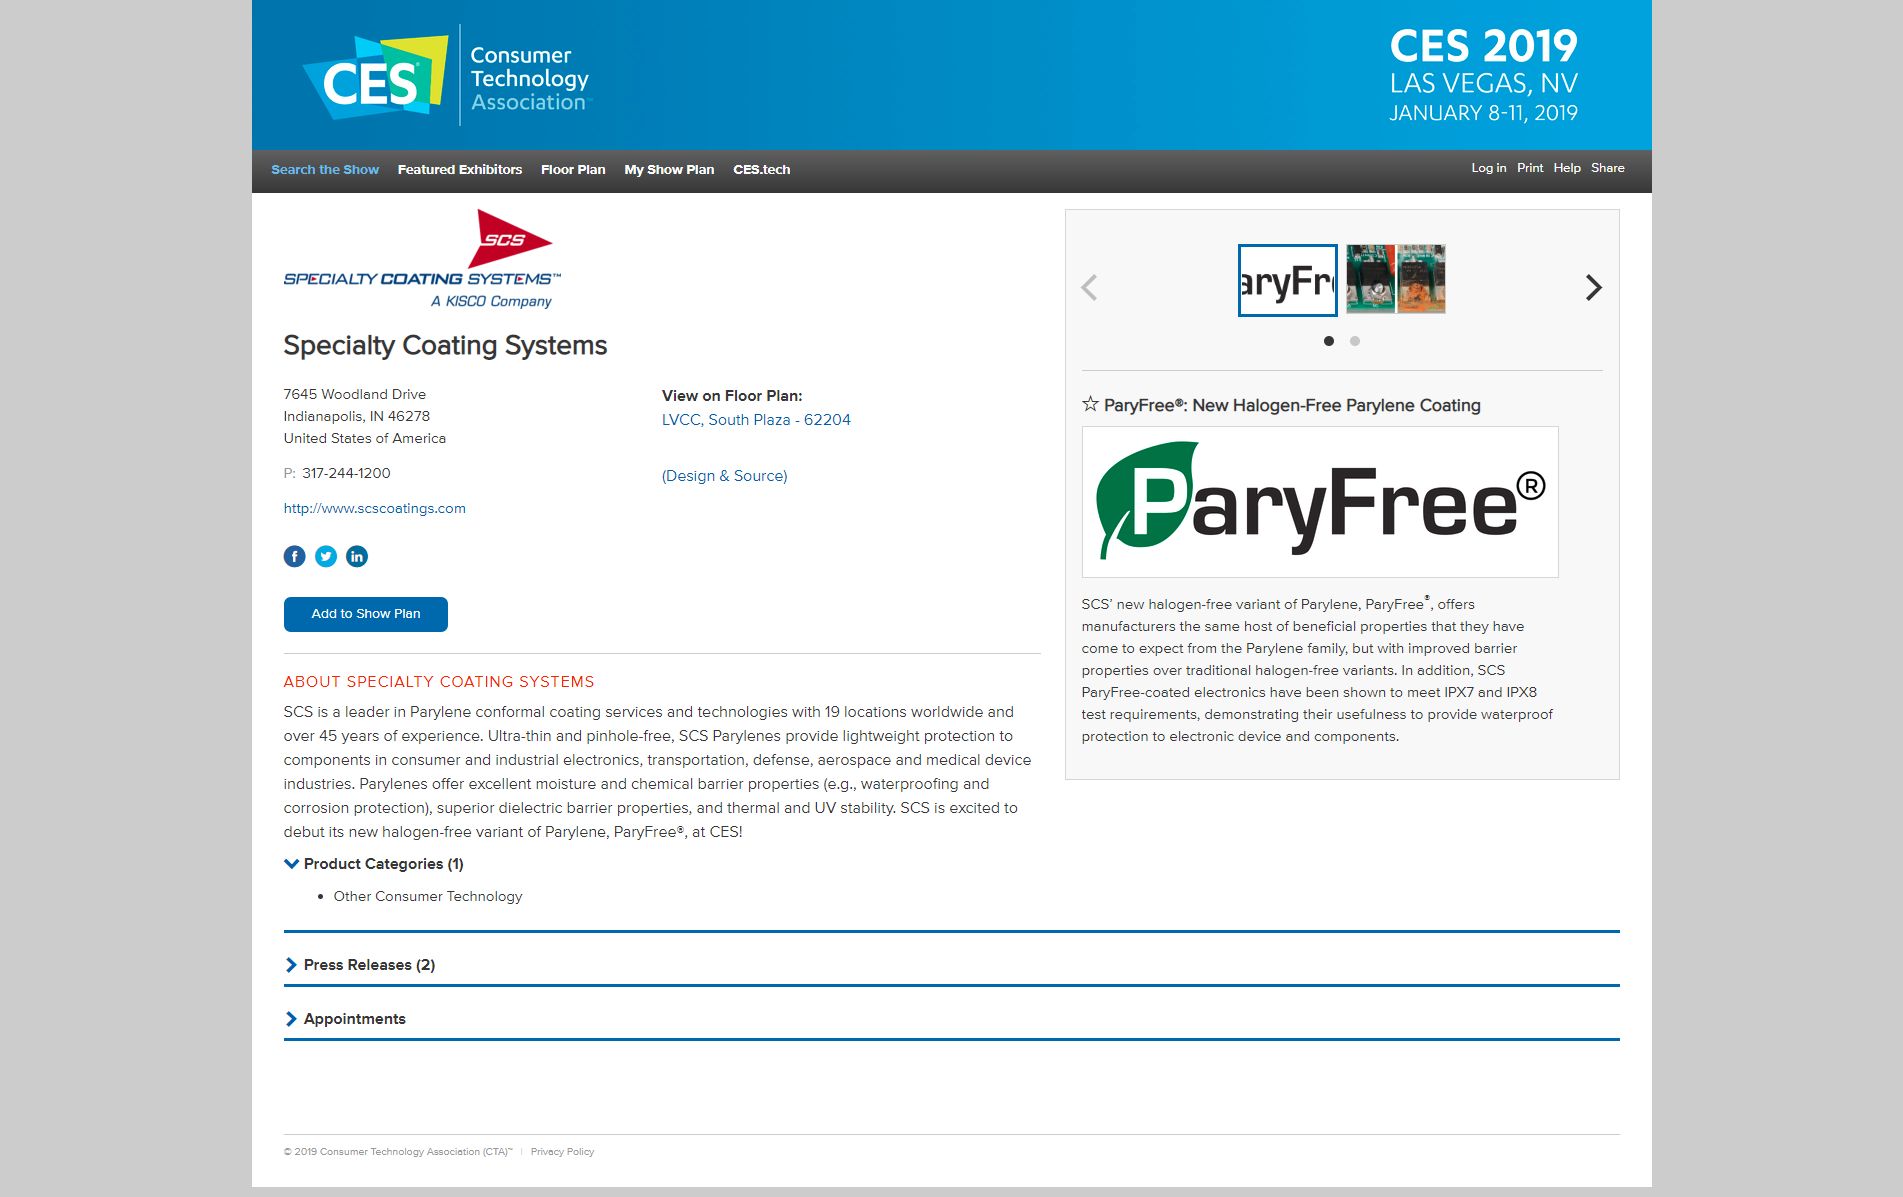 CES
Consumer
Technology
Association™
CES 2019
LAS VEGAS, NV
JANUARY 8-11, 2019
Search the Show Featured Exhibitors Floor Plan My Show Plan CES.tech
Log in Print Help Share
SCS
SPECIALTY COATING SYSTEMS™
A KISCO Company
Specialty Coating Systems
7645 Woodland Drive
Indianapolis, IN 46278
United States of America
P: 317-244-1200
http://www.scscoatings.com
View on Floor Plan:
LVCC, South Plaza - 62204
(Design & Source)
f
in
Add to Show Plan
ABOUT SPECIALTY COATING SYSTEMS
SCS is a leader in Parylene conformal coating services and technologies with 19 locations worldwide and
over 45 years of experience. Ultra-thin and pinhole-free, SCS Parylenes provide lightweight protection to
components in consumer and industrial electronics, transportation, defense, aerospace and medical device
industries. Parylenes offer excellent moisture and chemical barrier properties (e.g., waterproofing and
corrosion protection), superior dielectric barrier properties, and thermal and UV stability. SCS is excited to
debut its new halogen-free variant of Parylene, ParyFree®, at CES!
Product Categories (1)
• Other Consumer Technology
Press Releases (2)
Appointments
aryFr
☆ ParyFree®: New Halogen-Free Parylene Coating
ParyFree®
SCS' new halogen-free variant of Parylene, ParyFree®, offers
manufacturers the same host of beneficial properties that they have
come to expect from the Parylene family, but with improved barrier
properties over traditional halogen-free variants. In addition, SCS
ParyFree-coated electronics have been shown to meet IPX7 and IPX8
test requirements, demonstrating their usefulness to provide waterproof
protection to electronic device and components.
© 2019 Consumer Technology Association (CTA)™ | Privacy Policy